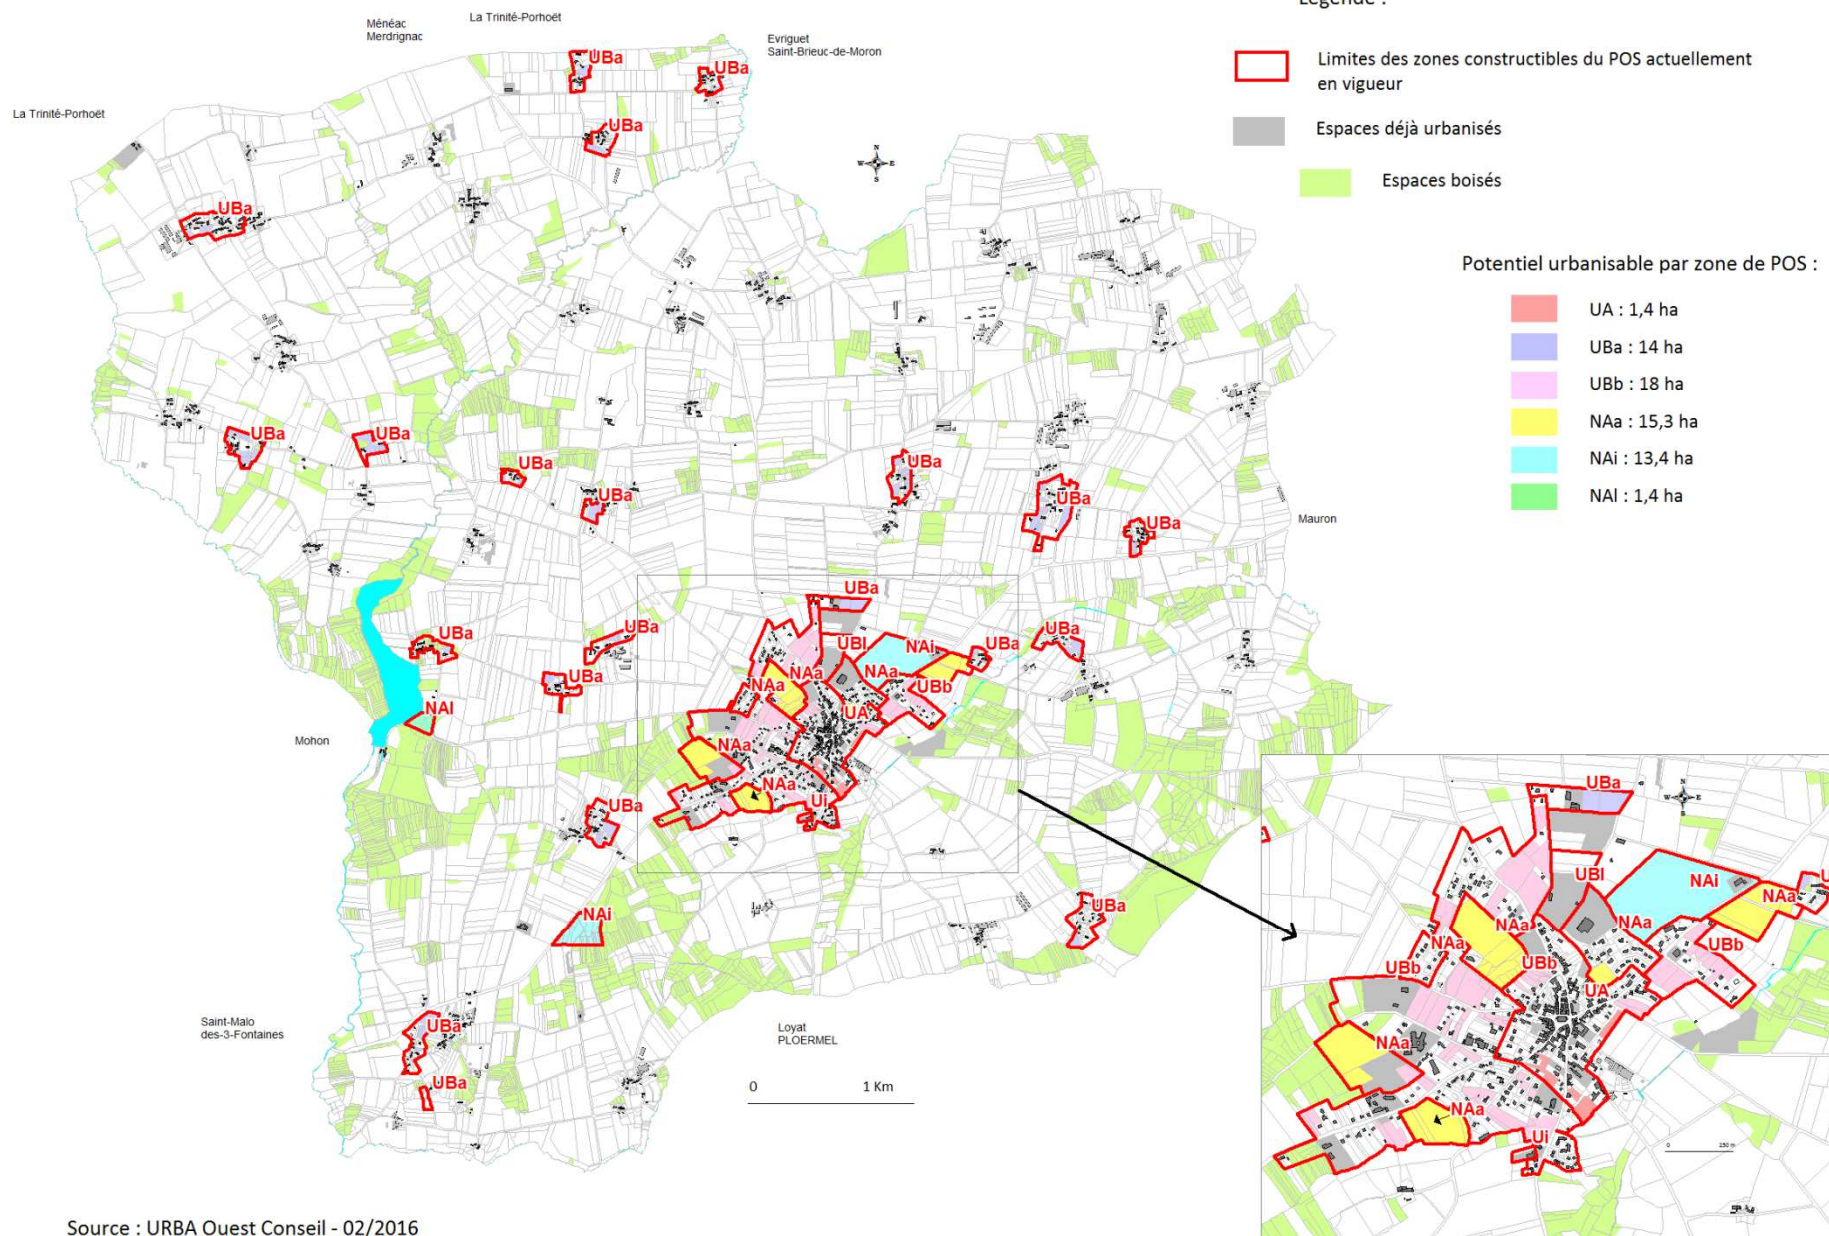 Légende :
Ménéac
Merdrignac
La Trinité-Porhoët
Evriguet
Saint-Brieuc-de-Moron
La Trinité-Porhoët
Limites des zones constructibles du POS actuellement
en vigueur
Espaces déjà urbanisés
Espaces boisés
Potentiel urbanisable par zone de POS :
UA : 1,4 ha
UBa : 14 ha
UBb : 18 ha
NAa : 15,3 ha
NAi : 13,4 ha
NAl : 1,4 ha
N
W
E
S
UBa
UBa
UBa
UBa
UBa
UBa
UBa
UBa
UBa
UBa
UBa
Mauron
UBa
UBa
UBa
UBa
UBa
UBa
UBl
NAi
NAa
NAa
NAa
UBb
UA
NAl
Mohon
NAa
NAa
Ui
UBa
UBa
NAi
Saint-Malo
des-3-Fontaines
UBa
UBa
Loyat
PLOERMEL
0 1 Km
UBa
N
W
E
S
UBl
NAi
NAa
U
NAa
NAa
NAa
UBb
UBb
UBb
UA
NAa
NAa
Ui
0 250 m
Source : URBA Ouest Conseil - 02/2016